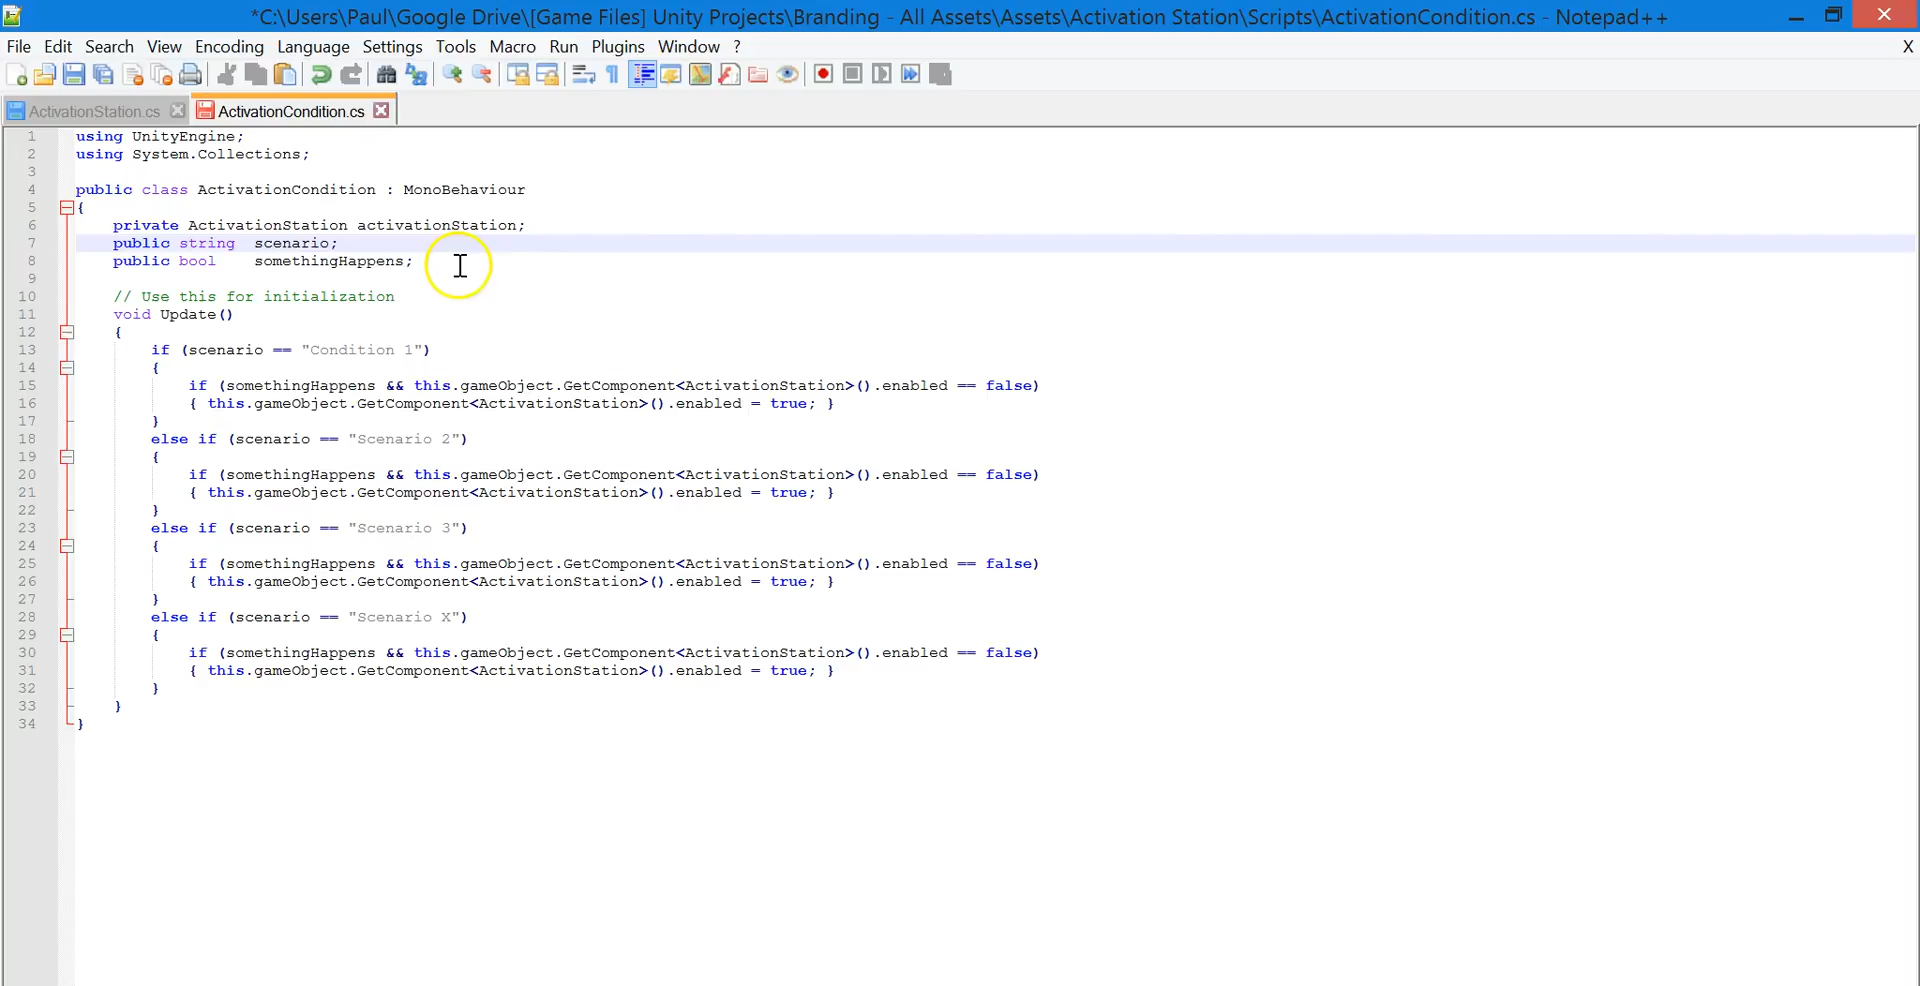 *C:\Users\Paul\Google Drive\[Game Files] Unity Projects\Branding - All Assets\Assets\Activation Station\Scripts\ActivationCondition.cs - Notepad++
File Edit Search View Encoding Language Settings Tools Macro Run Plugins Window ? X
ActivationStation.cs ActivationCondition.cs
1 using UnityEngine;
2 using System.Collections;
3
4 public class ActivationCondition : MonoBehaviour
5 {
6 private ActivationStation activationStation;
7 public string scenario;
8 public bool somethingHappens;
9
10 // Use this for initialization
11 void Update()
12 {
13 if (scenario == "Condition 1")
14 {
15 if (somethingHappens && this.gameObject.GetComponent<ActivationStation>().enabled == false)
16 { this.gameObject.GetComponent<ActivationStation>().enabled = true; }
17 }
18 else if (scenario == "Scenario 2")
19 {
20 if (somethingHappens && this.gameObject.GetComponent<ActivationStation>().enabled == false)
21 { this.gameObject.GetComponent<ActivationStation>().enabled = true; }
22 }
23 else if (scenario == "Scenario 3")
24 {
25 if (somethingHappens && this.gameObject.GetComponent<ActivationStation>().enabled == false)
26 { this.gameObject.GetComponent<ActivationStation>().enabled = true; }
27 }
28 else if (scenario == "Scenario X")
29 {
30 if (somethingHappens && this.gameObject.GetComponent<ActivationStation>().enabled == false)
31 { this.gameObject.GetComponent<ActivationStation>().enabled = true; }
32 }
33 }
34 }